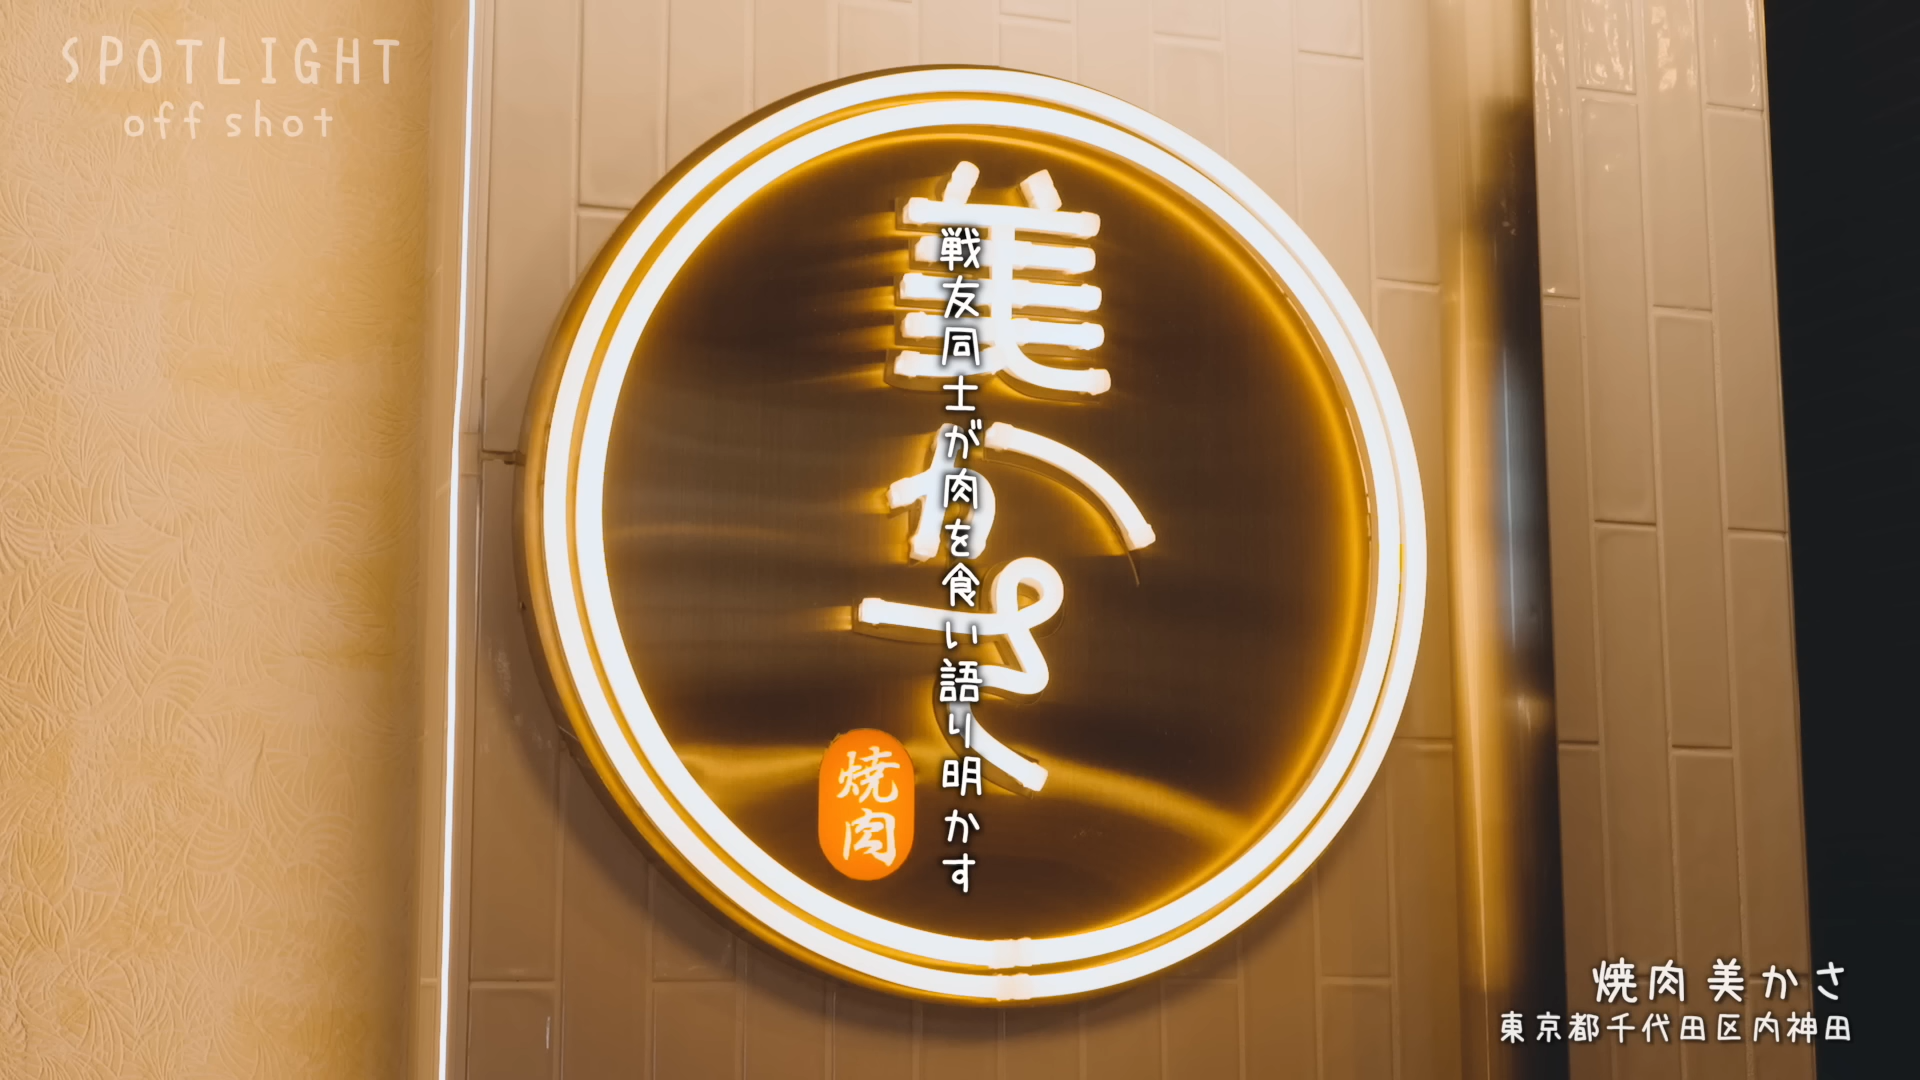 SPOTLIGHT
off shot
美かさ
焼肉
戦友同士が肉を食い語り明かす
焼肉 美かさ
東京都千代田区内神田